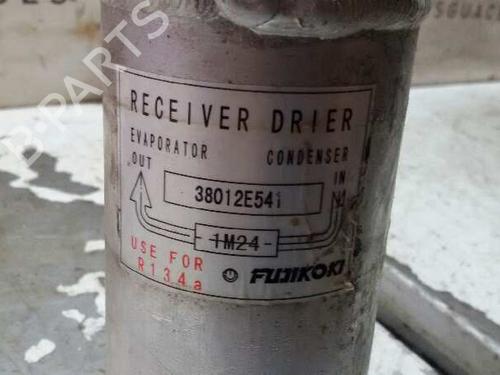 RECEIVER DRIER
EVAPORATOR CONDENSER
OUT IN
38012E541
1M24
USE FOR
R134a
FUJIKOKI
B-PARTS